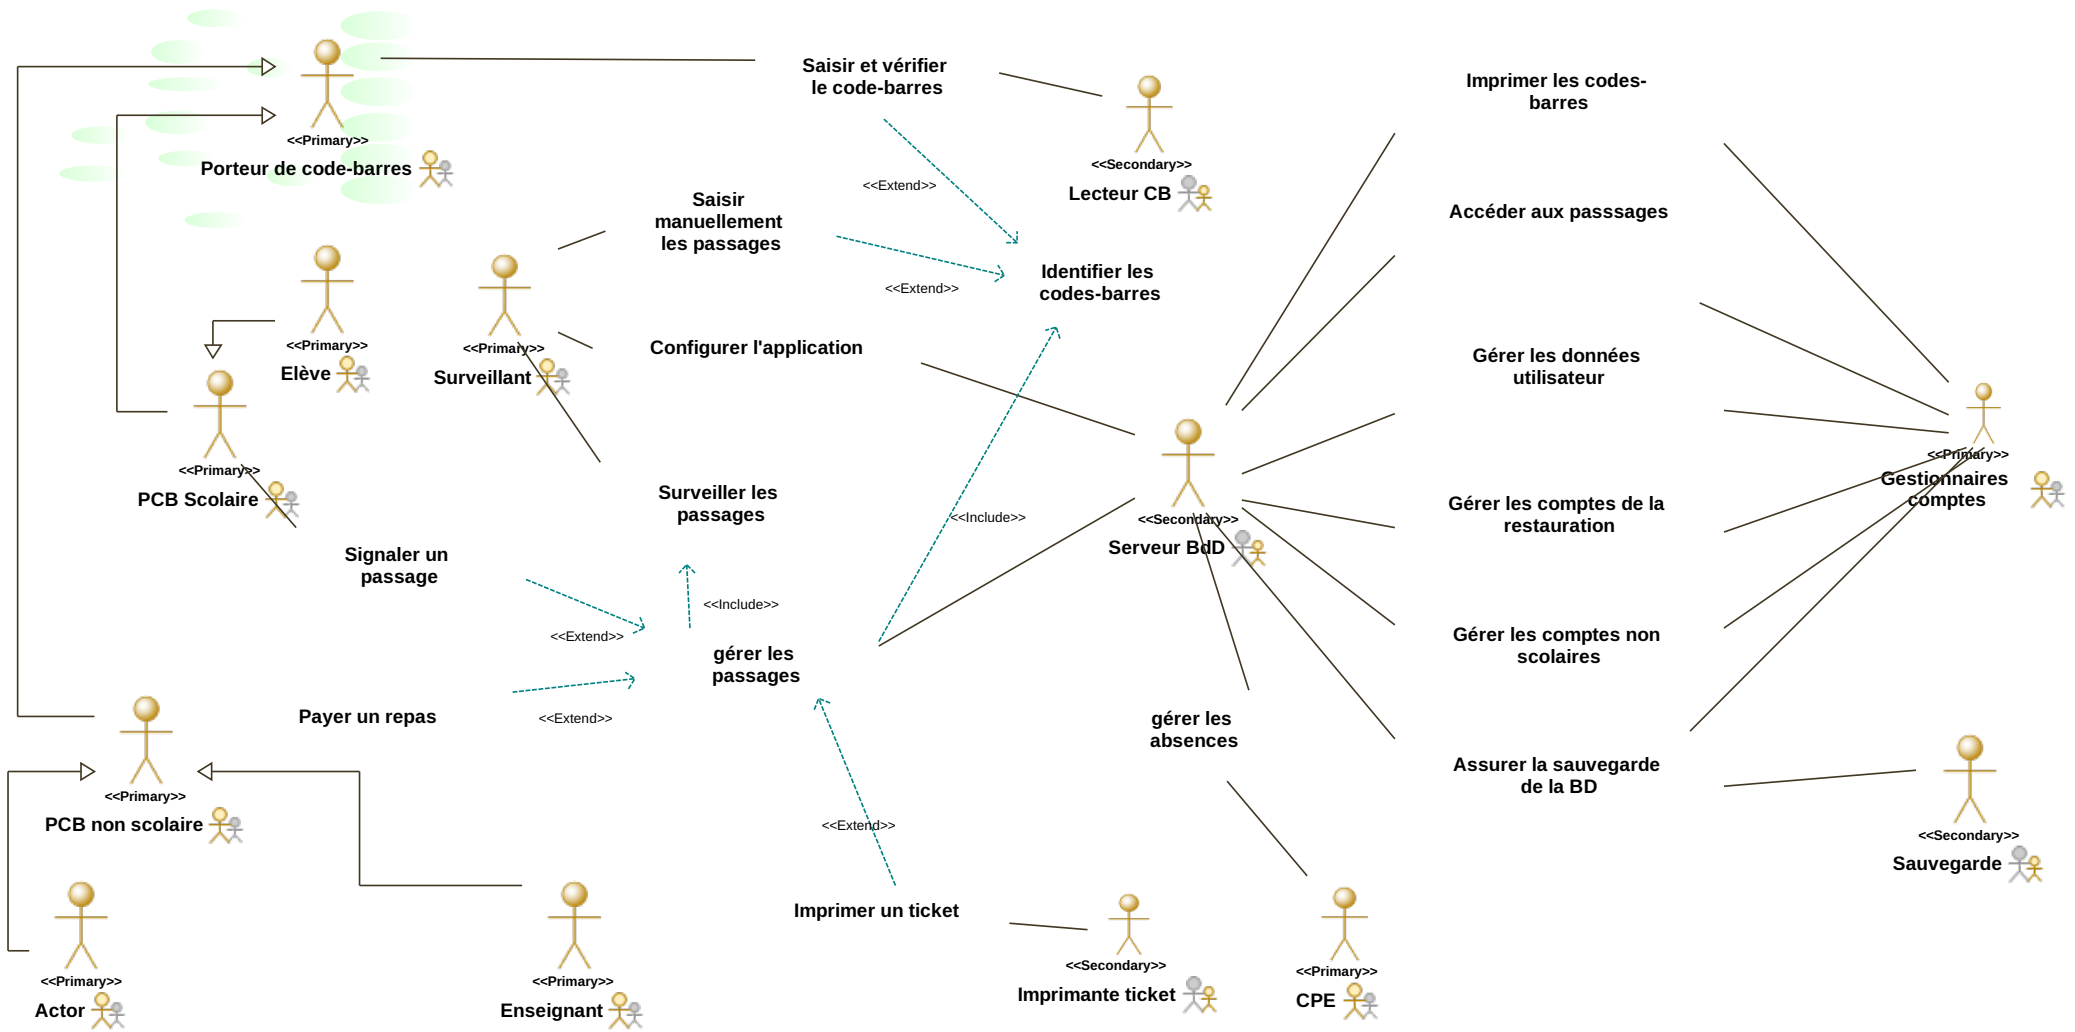 Saisir et vérifier
le code-barres
Imprimer les codes-
barres
<<Primary>>
Porteur de code-barres
<<Secondary>>
Lecteur CB
<<Extend>>
Saisir
manuellement
les passages
Accéder aux passsages
Identifier les
codes-barres
<<Extend>>
<<Primary>>
Elève
<<Primary>>
Surveillant
Configurer l'application
Gérer les données
utilisateur
<<Primary>>
PCB Scolaire
<<Primary>>
Gestionnaires
comptes
Surveiller les
passages
<<Include>>
<<Secondary>>
Serveur BdD
Gérer les comptes de la
restauration
Signaler un
passage
<<Include>>
<<Extend>>
gérer les
passages
Gérer les comptes non
scolaires
Payer un repas
<<Extend>>
gérer les
absences
Assurer la sauvegarde
de la BD
<<Primary>>
PCB non scolaire
<<Extend>>
<<Secondary>>
Sauvegarde
Imprimer un ticket
<<Primary>>
Actor
<<Primary>>
Enseignant
<<Secondary>>
Imprimante ticket
<<Primary>>
CPE